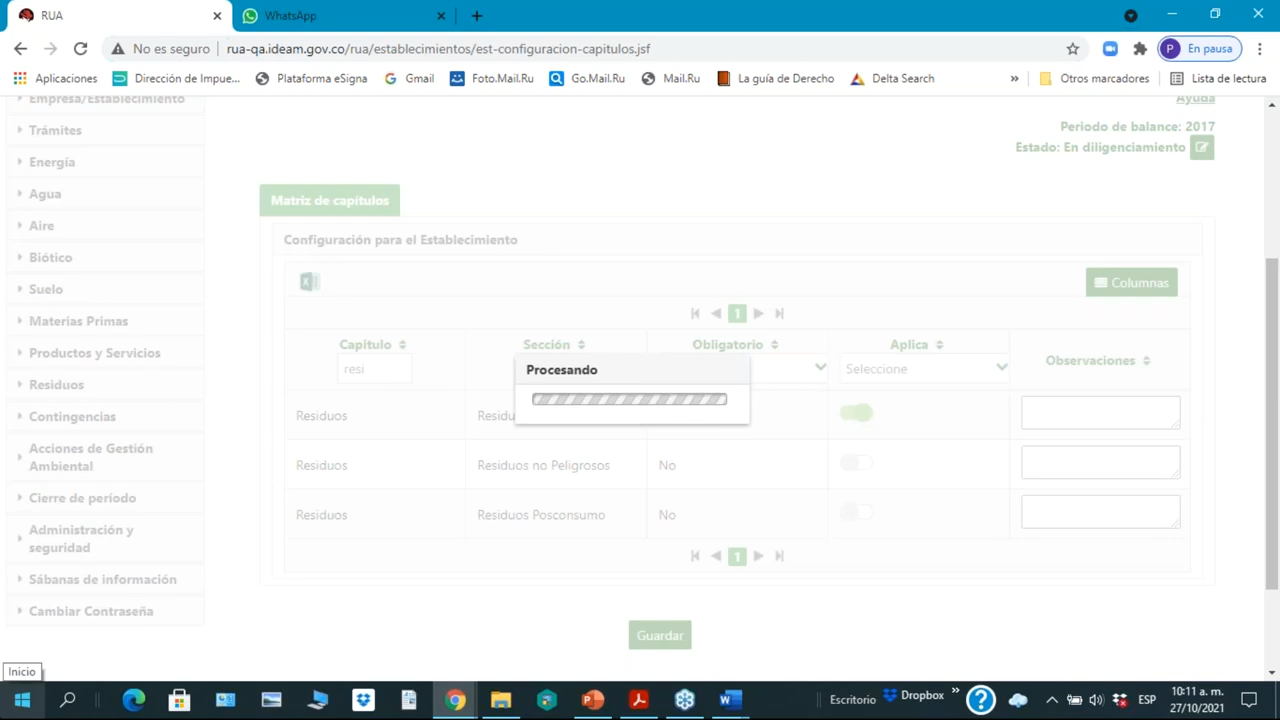 RUA
WhatsApp
No es seguro
rua-qa.ideam.gov.co/rua/establecimientos/est-configuracion-capitulos.jsf
P
En pausa
Aplicaciones
Dirección de Impue...
Plataforma eSigna
Gmail
Foto.Mail.Ru
Go.Mail.Ru
Mail.Ru
La guía de Derecho
Delta Search
»
Otros marcadores
Lista de lectura
Empresa/Establecimiento
Trámites
Energía
Agua
Aire
Biótico
Suelo
Materias Primas
Productos y Servicios
Residuos
Contingencias
Acciones de Gestión
Ambiental
Cierre de período
Administración y
seguridad
Sábanas de información
Cambiar Contraseña
Ayuda
Periodo de balance: 2017
Estado: En diligenciamiento
Matriz de capítulos
Configuración para el Establecimiento
Columnas
1
Capítulo
Sección
Obligatorio
Aplica
Observaciones
resi
Seleccione
Procesando
Residuos
Residu
Residuos
Residuos no Peligrosos
No
Residuos
Residuos Posconsumo
No
1
Guardar
Inicio
Escritorio
Dropbox
»
ESP
10:11 a. m.
27/10/2021